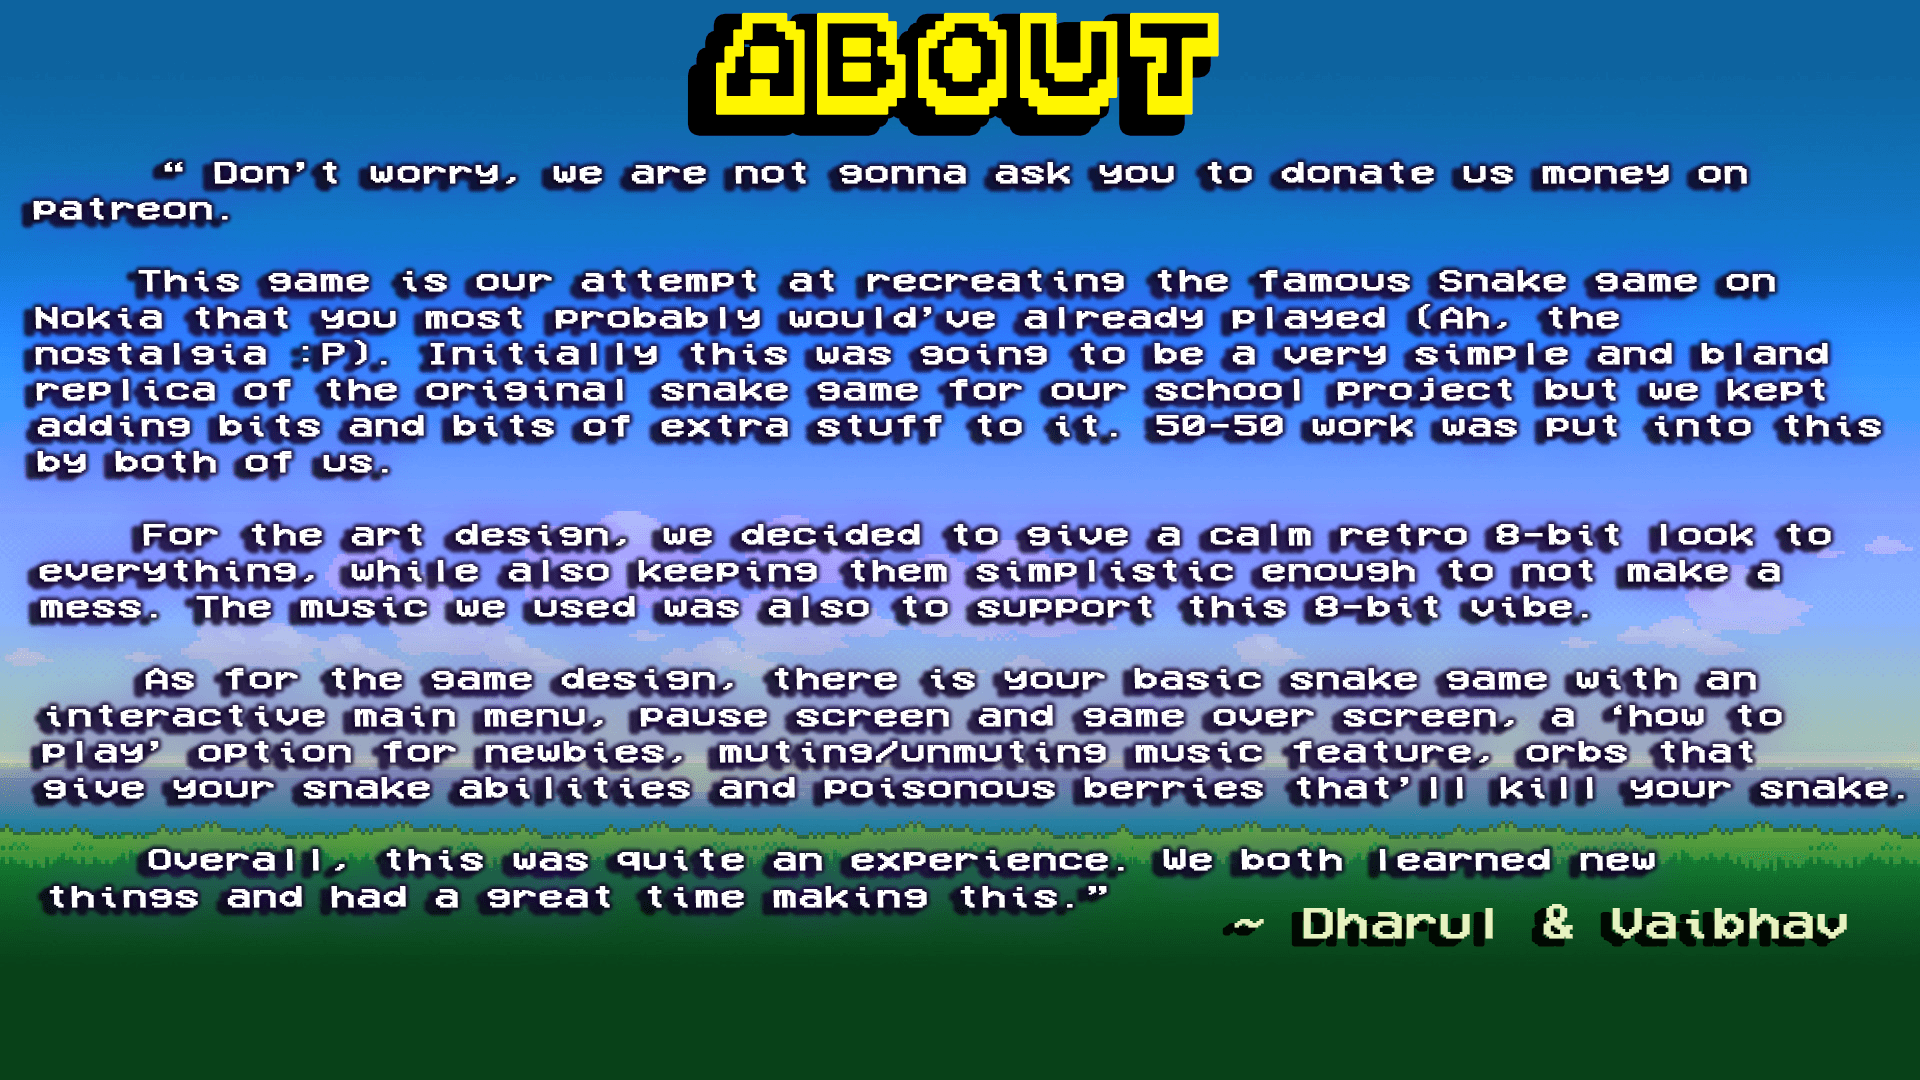 ABOUT
“ Don’t worry, we are not gonna ask you to donate us money on
patreon.
This game is our attempt at recreating the famous Snake game on
Nokia that you most probably would’ve already played (Ah, the
nostalgia :P). Initially this was going to be a very simple and bland
replica of the original snake game for our school project but we kept
adding bits and bits of extra stuff to it. 50-50 work was put into this
by both of us.
For the art design, we decided to give a calm retro 8-bit look to
everything, while also keeping them simplistic enough to not make a
mess. The music we used was also to support this 8-bit vibe.
As for the game design, there is your basic snake game with an
interactive main menu, pause screen and game over screen, a ‘how to
play’ option for newbies, muting/unmuting music feature, orbs that
give your snake abilities and poisonous berries that’ll kill your snake.
Overall, this was quite an experience. We both learned new
things and had a great time making this.”
~ Dharul & Vaibhav